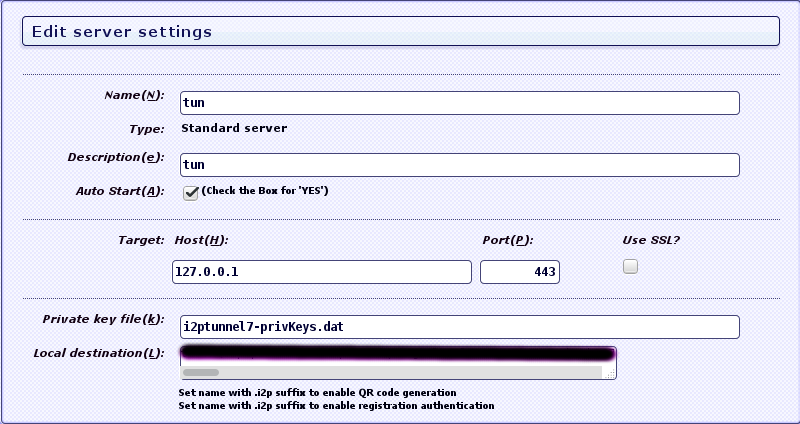 Edit server settings
Name(N):
tun
Type:
Standard server
Description(e):
tun
Auto Start(A):
(Check the Box for 'YES')
Target:
Host(H):
Port(P):
Use SSL?
127.0.0.1
443
Private key file(k):
i2ptunnel7-privKeys.dat
Local destination(L):
Set name with .i2p suffix to enable QR code generation
Set name with .i2p suffix to enable registration authentication